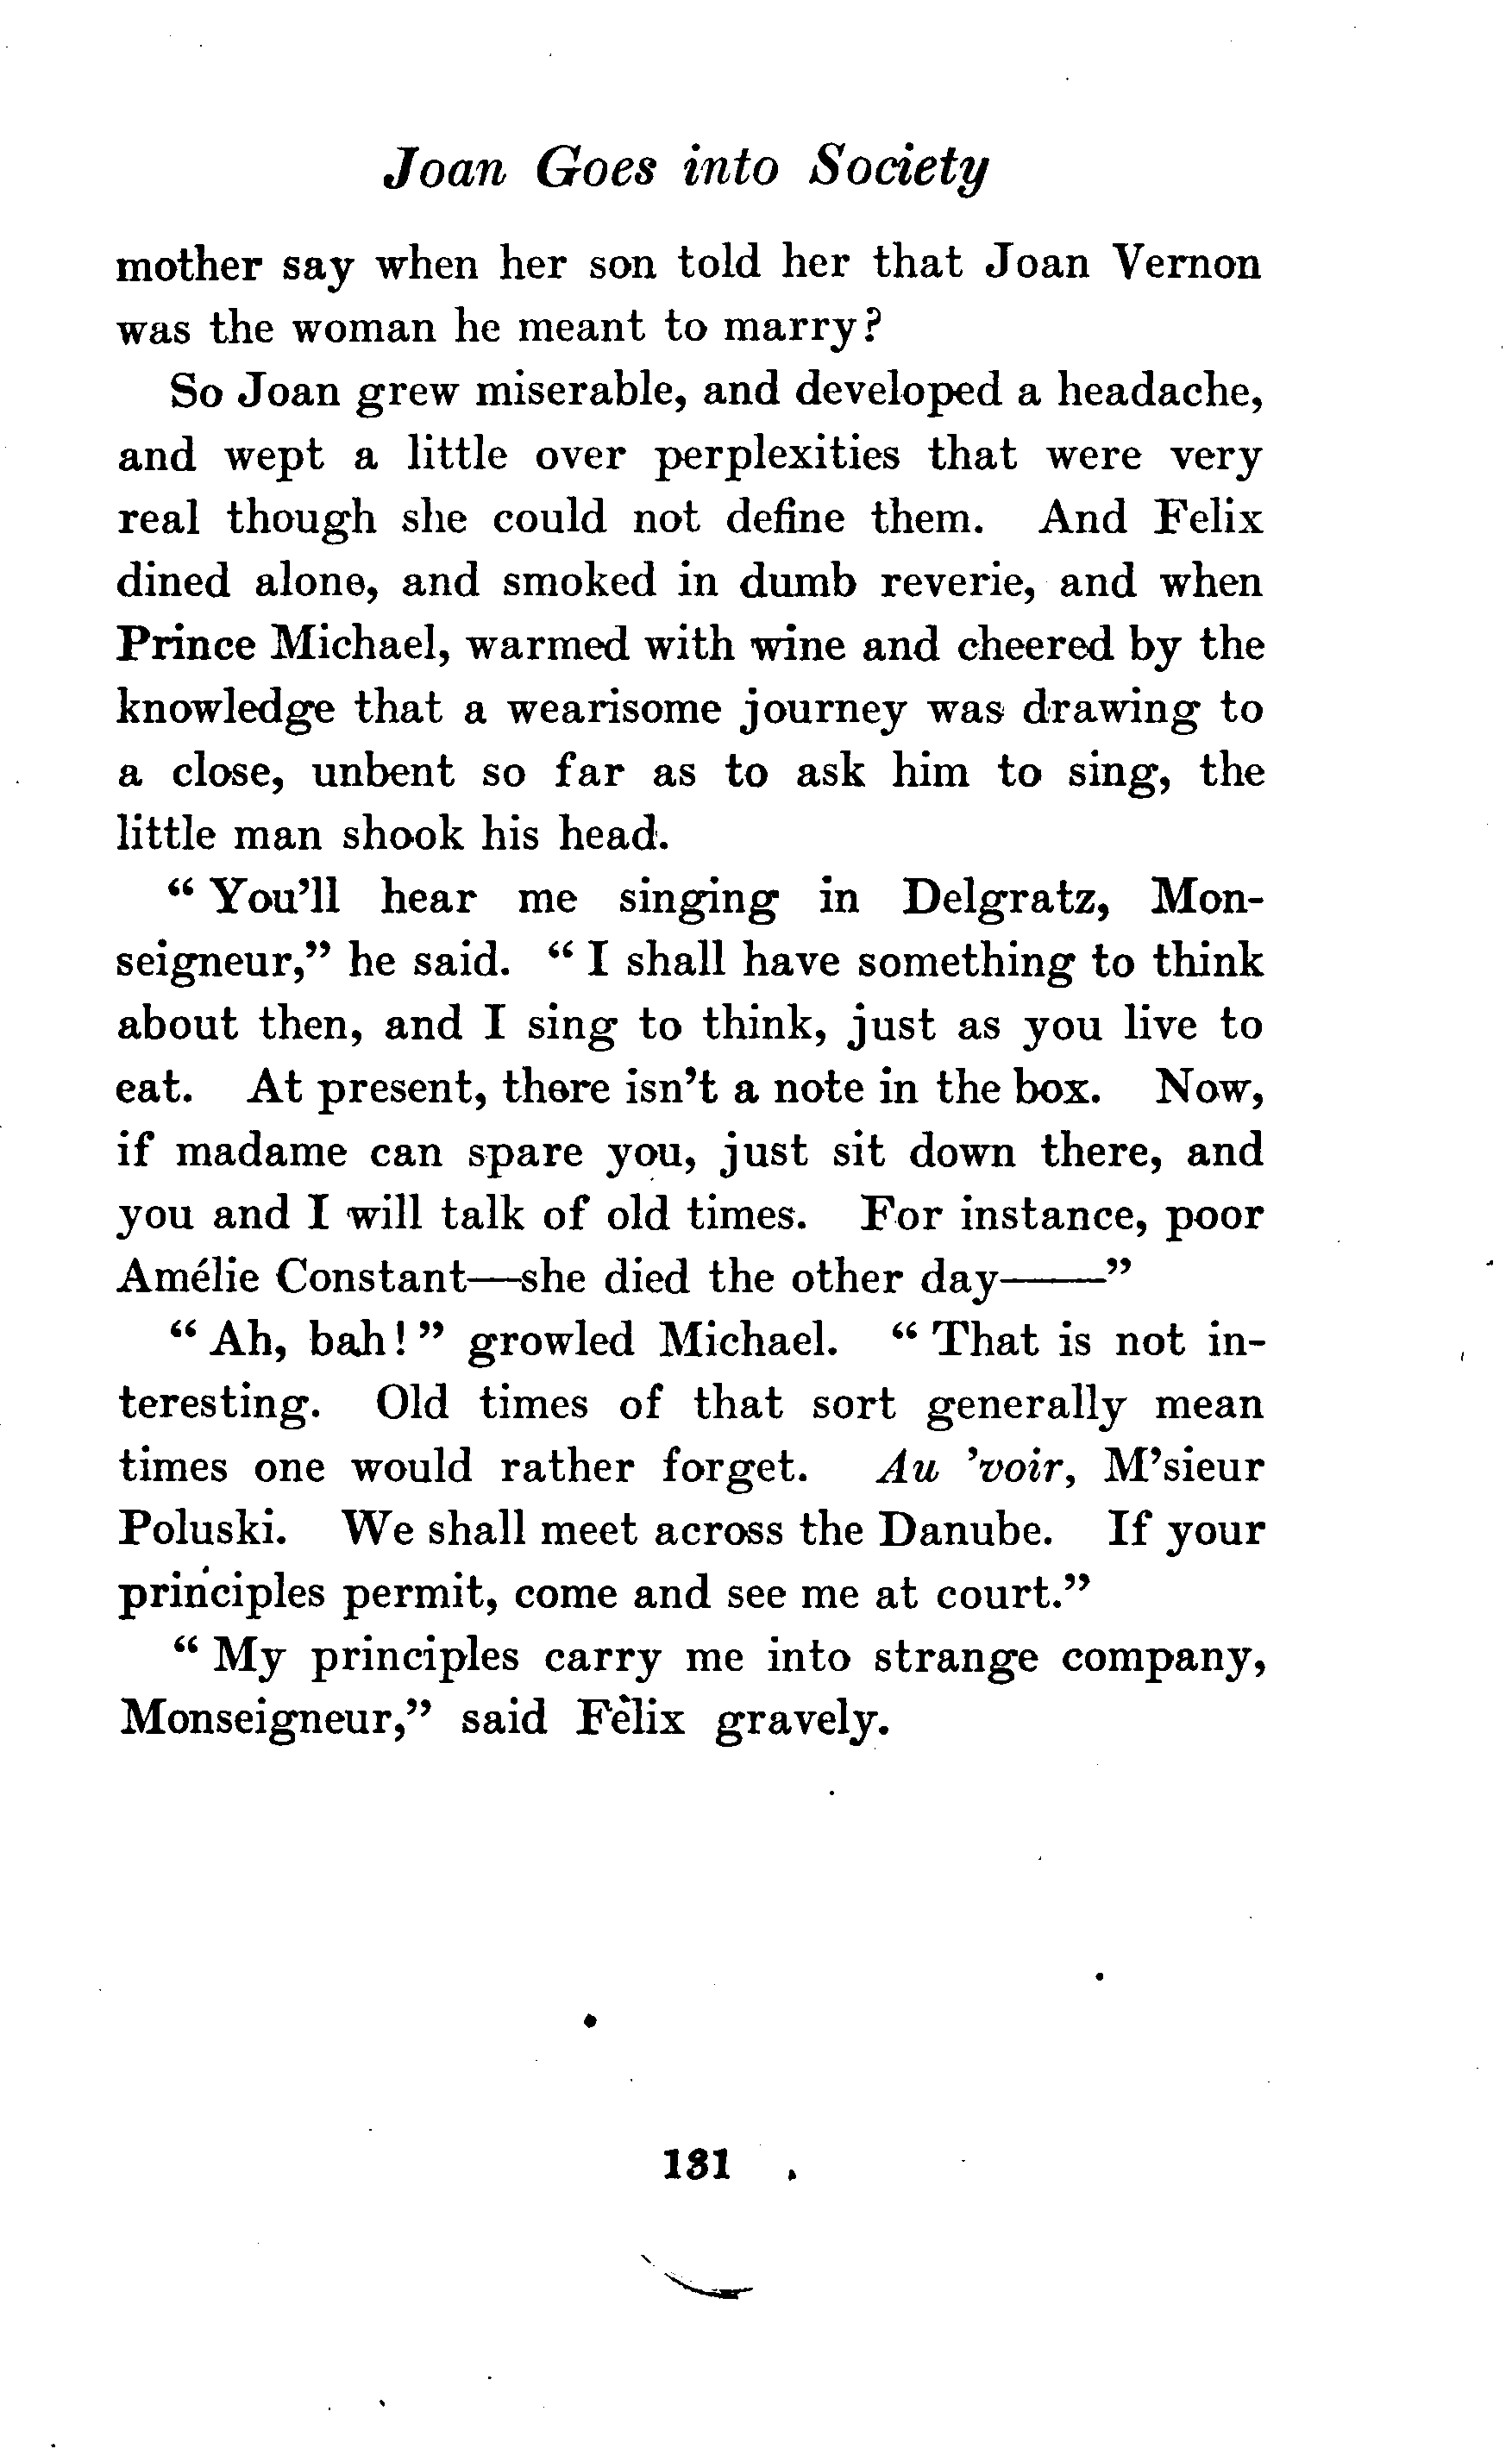 Joan Goes into Society
mother say when her son told her that Joan Vernon
was the woman he meant to marry?
So Joan grew miserable, and developed a headache,
and wept a little over perplexities that were very
real though she could not define them. And Felix
dined alone, and smoked in dumb reverie, and when
Prince Michael, warmed with wine and cheered by the
knowledge that a wearisome journey was drawing to
a close, unbent so far as to ask him to sing, the
little man shook his head.
“ You’ll hear me singing in Delgratz, Mon-
seigneur,” he said. “ I shall have something to think
about then, and I sing to think, just as you live to
eat. At present, there isn’t a note in the box. Now,
if madame can spare you, just sit down there, and
you and I will talk of old times. For instance, poor
Amélie Constant—she died the other day——”
“ Ah, bah! ” growled Michael. “ That is not in-
teresting. Old times of that sort generally mean
times one would rather forget. Au ’voir, M’sieur
Poluski. We shall meet across the Danube. If your
principles permit, come and see me at court.”
“ My principles carry me into strange company,
Monseigneur,” said Felix gravely.
131